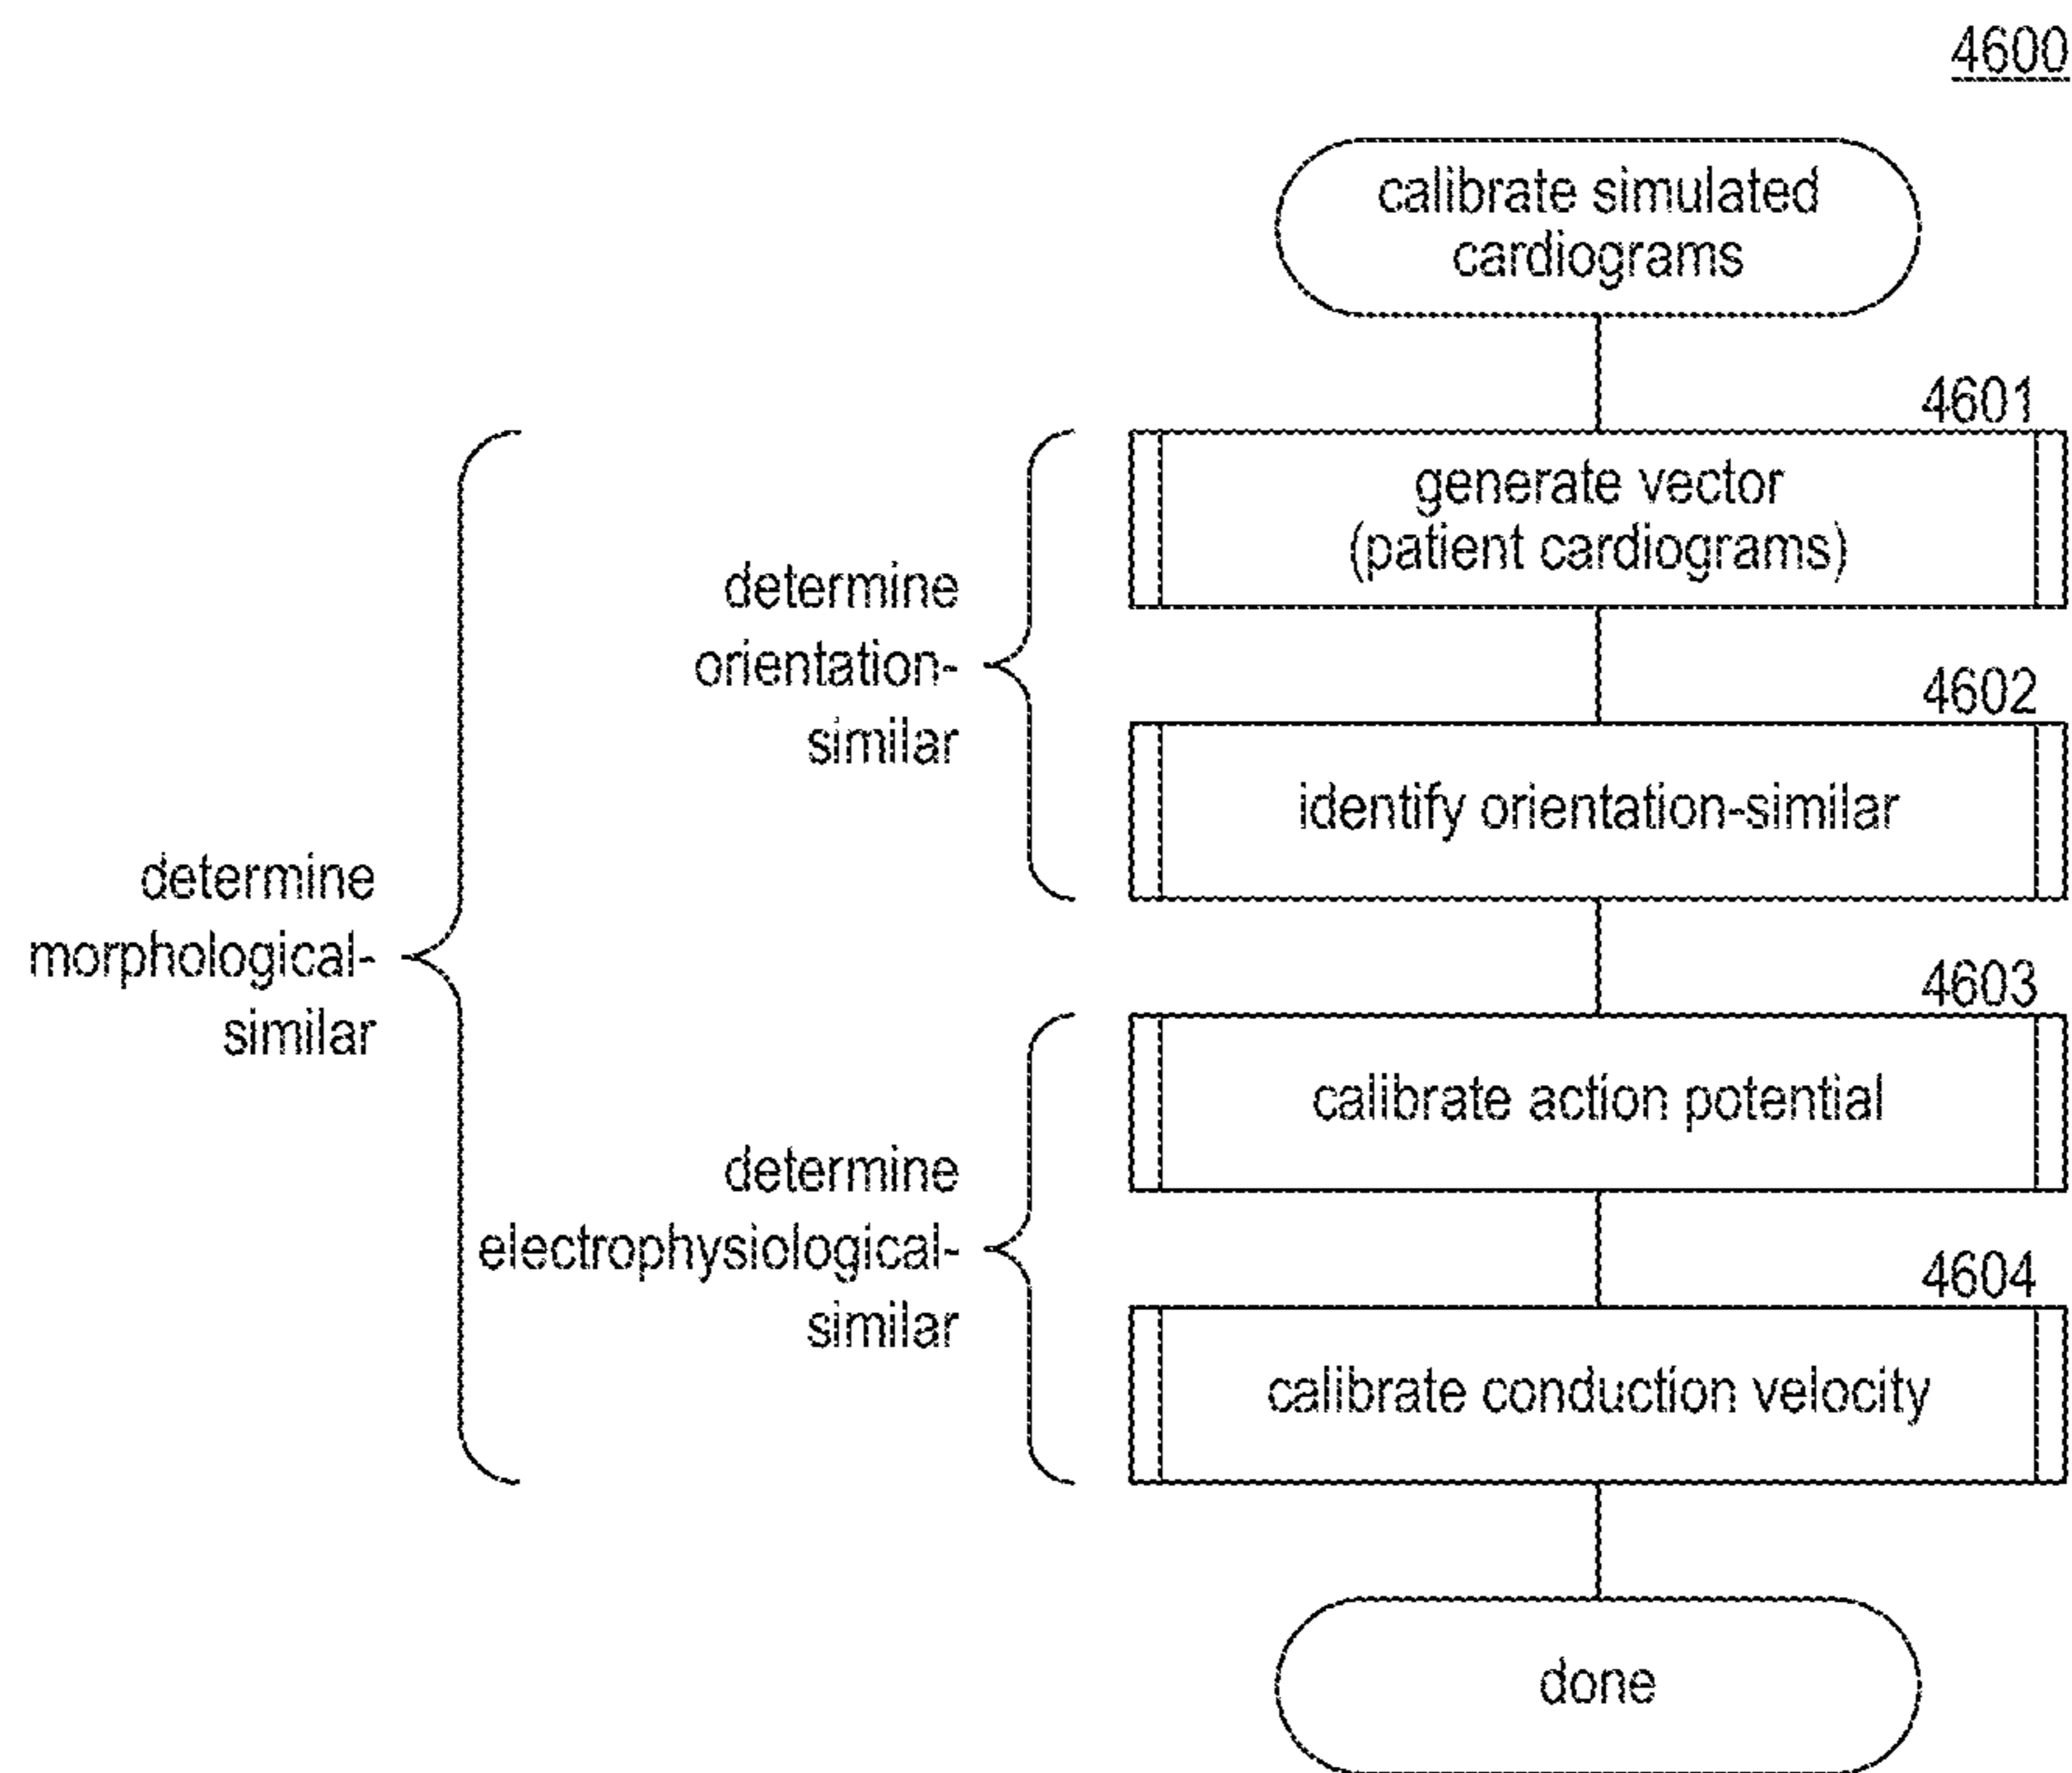 4600
calibrate simulated
cardiograms
4601
generate vector
(patient cardiograms)
determine
orientation-
similar
4602
identify orientation-similar
determine
morphological-
similar
4603
calibrate action potential
determine
electrophysiological-
similar
4604
calibrate conduction velocity
done